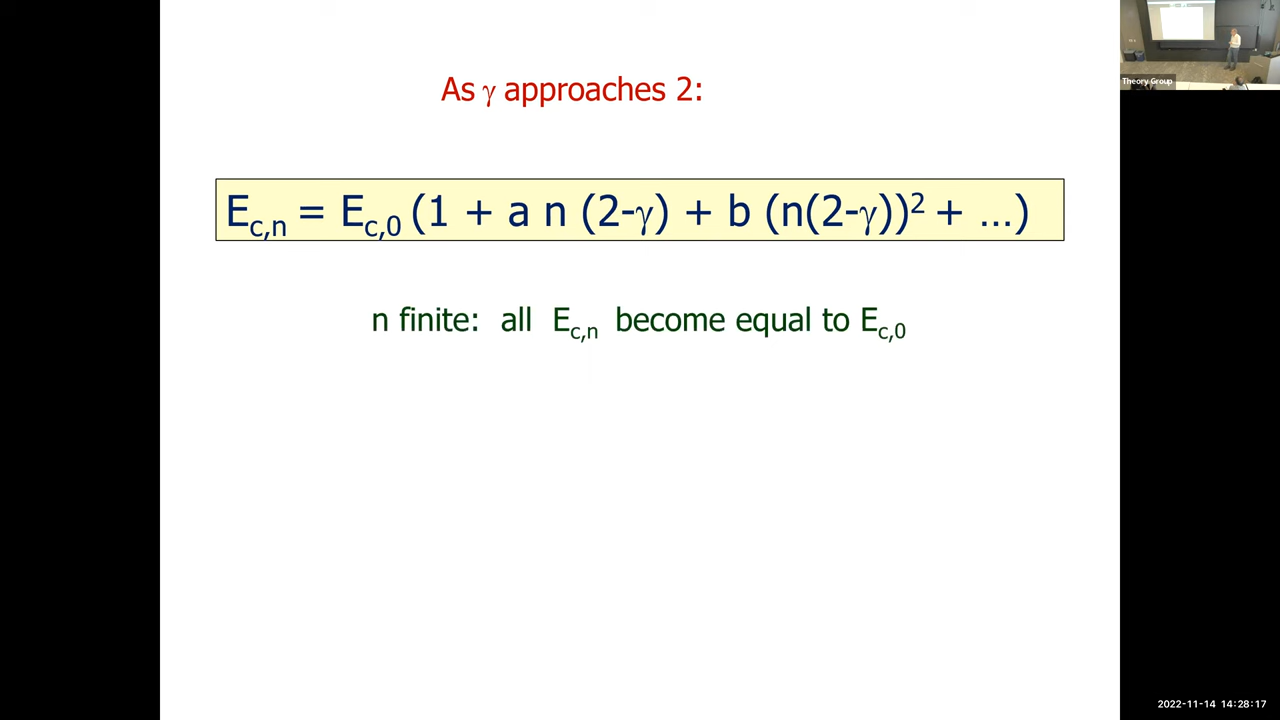 Theory Group
As γ approaches 2:
E_c,n = E_c,0 (1 + a n (2-γ) + b (n(2-γ))² + …)
n finite: all E_c,n become equal to E_c,0
2022-11-14 14:28:17